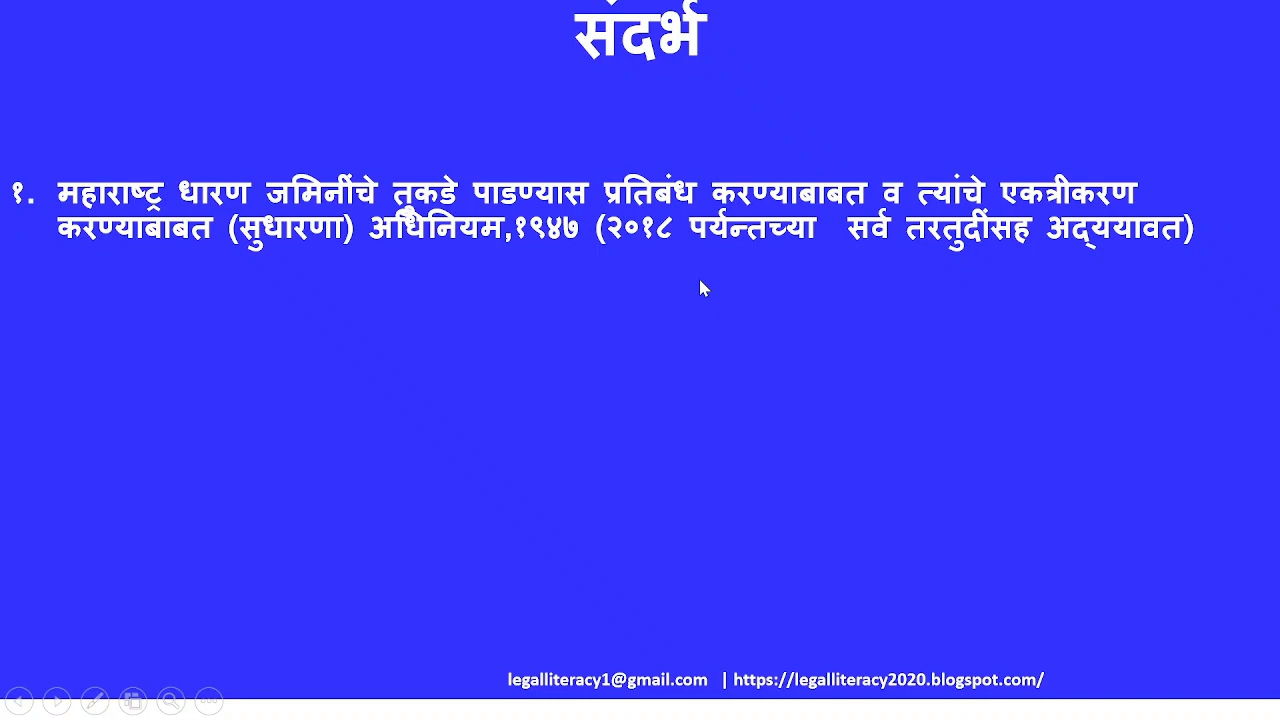 संदर्भ
१. महाराष्ट्र धारण जमिनींचे तुकडे पाडण्यास प्रतिबंध करण्याबाबत व त्यांचे एकत्रीकरण
करण्याबाबत (सुधारणा) अधिनियम,१९४७ (२०१८ पर्यन्तच्या सर्व तरतुदींसह अद्ययावत)
legalliteracy1@gmail.com | https://legalliteracy2020.blogspot.com/